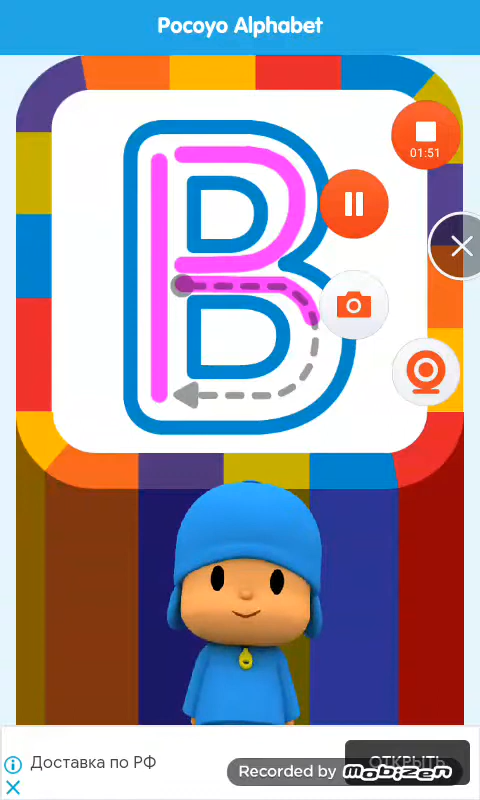 Pocoyo Alphabet
B
01:51
Доставка по РФ
ОТКРЫТЬ
Recorded by mobizen